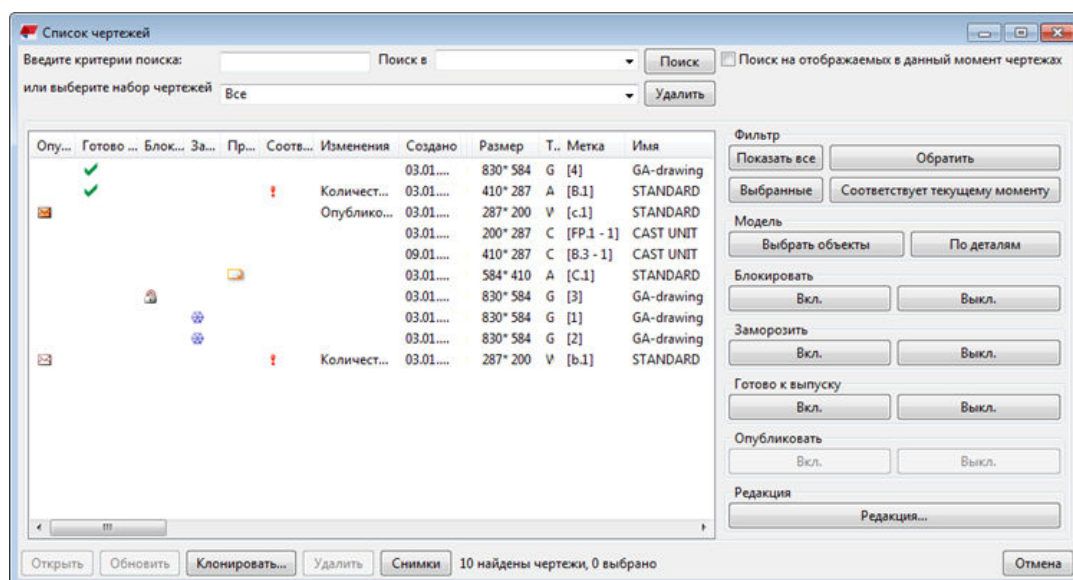 Список чертежей
Введите критерии поиска: Поиск в Поиск Поиск на отображаемых в данный момент чертежах
или выберите набор чертежей Все Удалить
Опу... Готово ... Блок... За... Пр... Соотв... Изменения Создано Размер Т.. Метка Имя
03.01.... 830* 584 G [4] GA-drawing
Количест... 03.01.... 410* 287 A [B.1] STANDARD
Опублико... 03.01.... 287* 200 [c.1] STANDARD
03.01.... 200* 287 C [FP.1 - 1] CAST UNIT
09.01.... 410* 287 C [B.3 - 1] CAST UNIT
03.01.... 584* 410 A [C.1] STANDARD
03.01.... 830* 584 G [3] GA-drawing
03.01.... 830* 584 G [1] GA-drawing
03.01.... 830* 584 G [2] GA-drawing
Количест... 03.01.... 287* 200 [b.1] STANDARD
Фильтр
Показать все Обратить
Выбранные Соответствует текущему моменту
Модель
Выбрать объекты По деталям
Блокировать
Вкл. Выкл.
Заморозить
Вкл. Выкл.
Готово к выпуску
Вкл. Выкл.
Опубликовать
Вкл. Выкл.
Редакция
Редакция...
Открыть Обновить Клонировать... Удалить Снимки 10 найдены чертежи, 0 выбрано Отмена